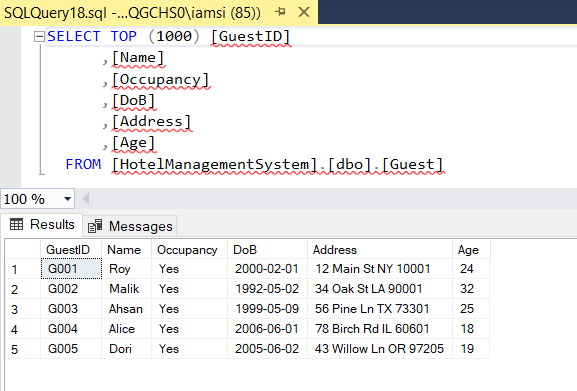 SQLQuery18.sql -...QGCHS0\iamsi (85))
SELECT TOP (1000) [GuestID]
,[Name]
,[Occupancy]
,[DoB]
,[Address]
,[Age]
FROM [HotelManagementSystem].[dbo].[Guest]
100 %
Results Messages
GuestID Name Occupancy DoB Address Age
1 G001 Roy Yes 2000-02-01 12 Main St NY 10001 24
2 G002 Malik Yes 1992-05-02 34 Oak St LA 90001 32
3 G003 Ahsan Yes 1999-05-09 56 Pine Ln TX 73301 25
4 G004 Alice Yes 2006-06-01 78 Birch Rd IL 60601 18
5 G005 Dori Yes 2005-06-02 43 Willow Ln OR 97205 19